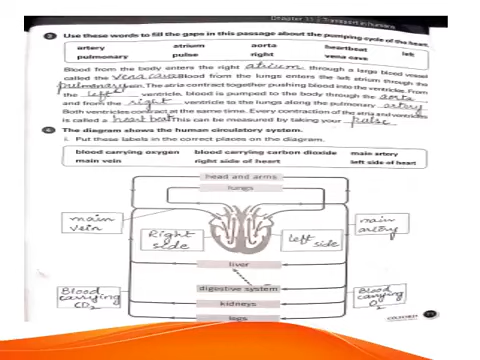 Chapter 11 Transport in humans
3 Use these words to fill the gaps in this passage about the pumping cycle of the heart.
artery atrium aorta heartbeat left
pulmonary pulse right vena cava
Blood from the body enters the right atrium through a large blood vessel
called the vena cava Blood from the lungs enters the left atrium through the
pulmonary vein. The atria contract together pushing blood into the ventricles. From
the left ventricle, blood is pumped to the body through the aorta
and from the right ventricle to the lungs along the pulmonary artery
Both ventricles contract at the same time. Every contraction of the atria and ventricles
is called a heart beat This can be measured by taking your pulse
4 The diagram shows the human circulatory system.
i. Put these labels in the correct places on the diagram.
blood carrying oxygen blood carrying carbon dioxide main artery
main vein right side of heart left side of heart
head and arms
lungs
main vein
Right side
Left side
main artery
liver
digestive system
Blood carrying CO2
Blood carrying O2
kidneys
legs
OXFORD